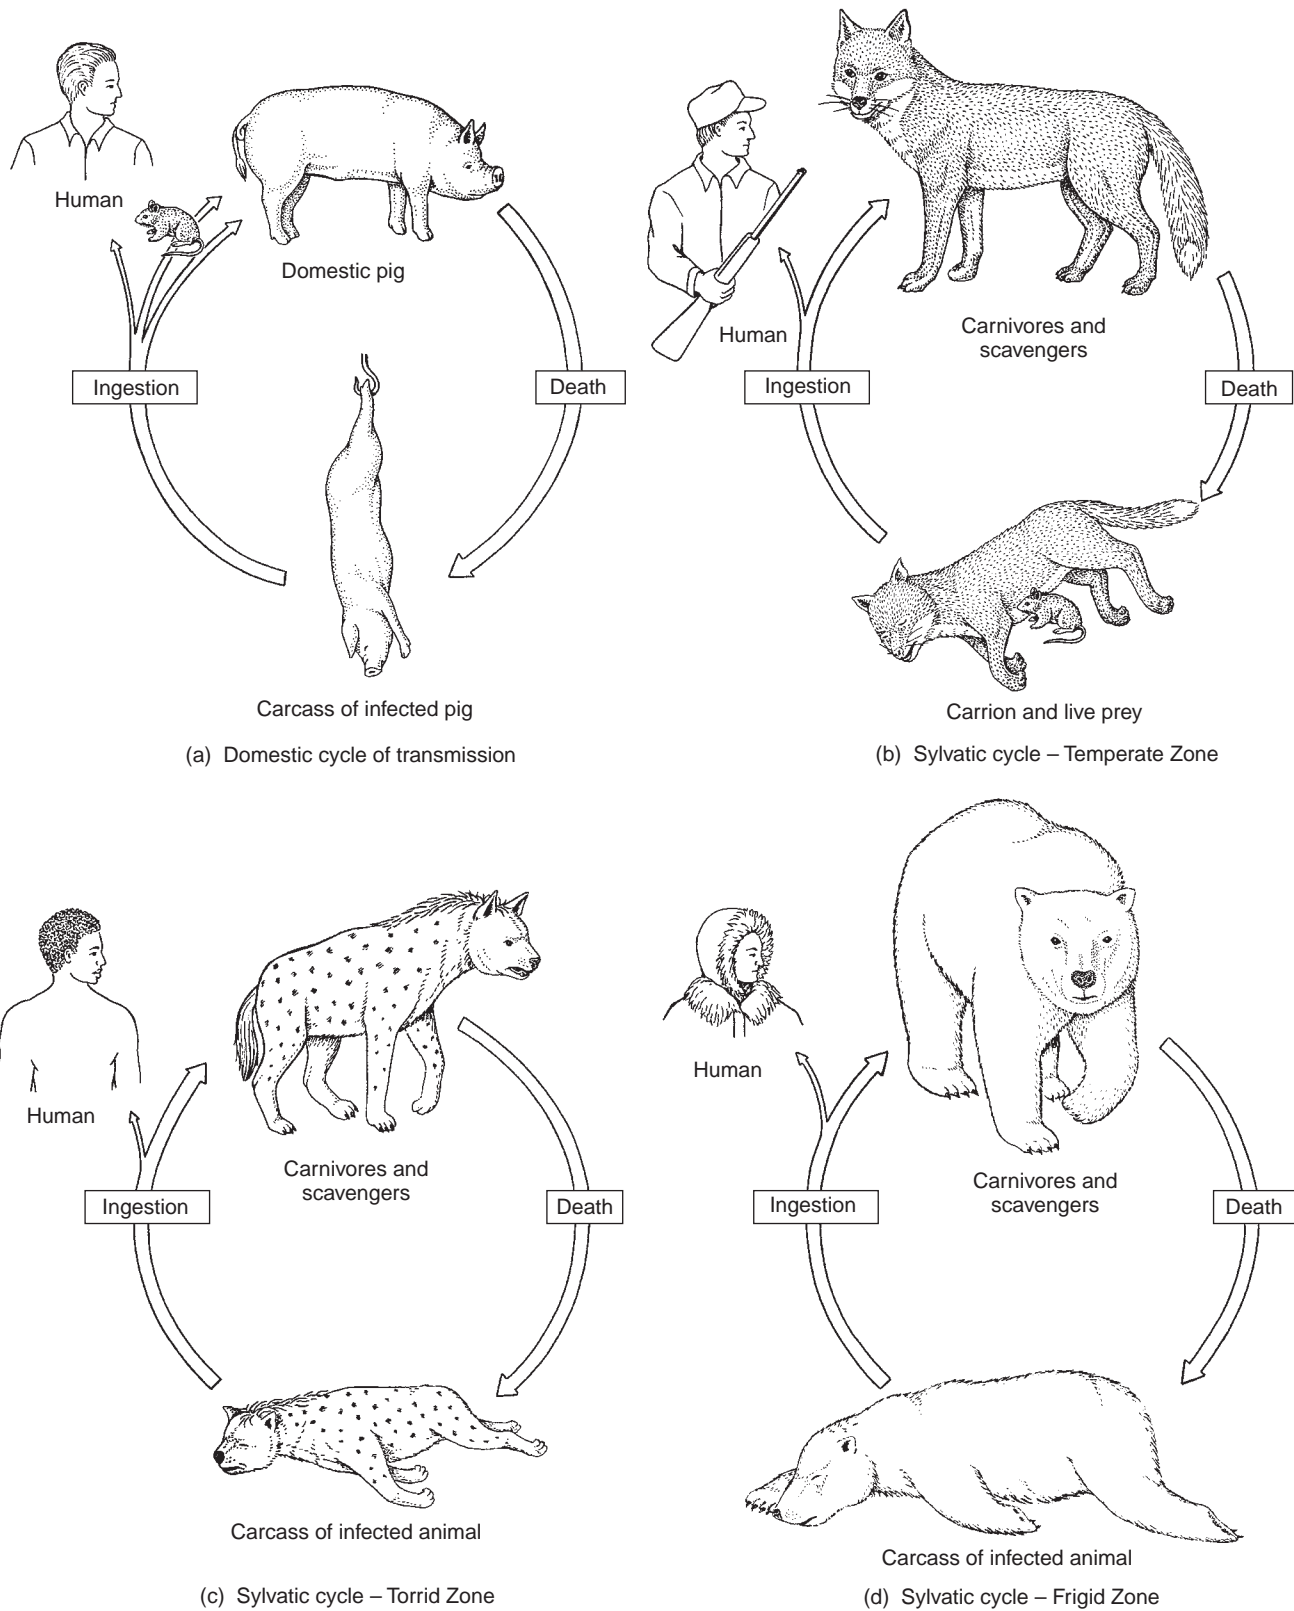 Human
Domestic pig
Ingestion
Death
Carcass of infected pig
(a) Domestic cycle of transmission
Human
Carnivores and
scavengers
Ingestion
Death
Carrion and live prey
(b) Sylvatic cycle – Temperate Zone
Human
Carnivores and
scavengers
Ingestion
Death
Carcass of infected animal
(c) Sylvatic cycle – Torrid Zone
Human
Carnivores and
scavengers
Ingestion
Death
Carcass of infected animal
(d) Sylvatic cycle – Frigid Zone